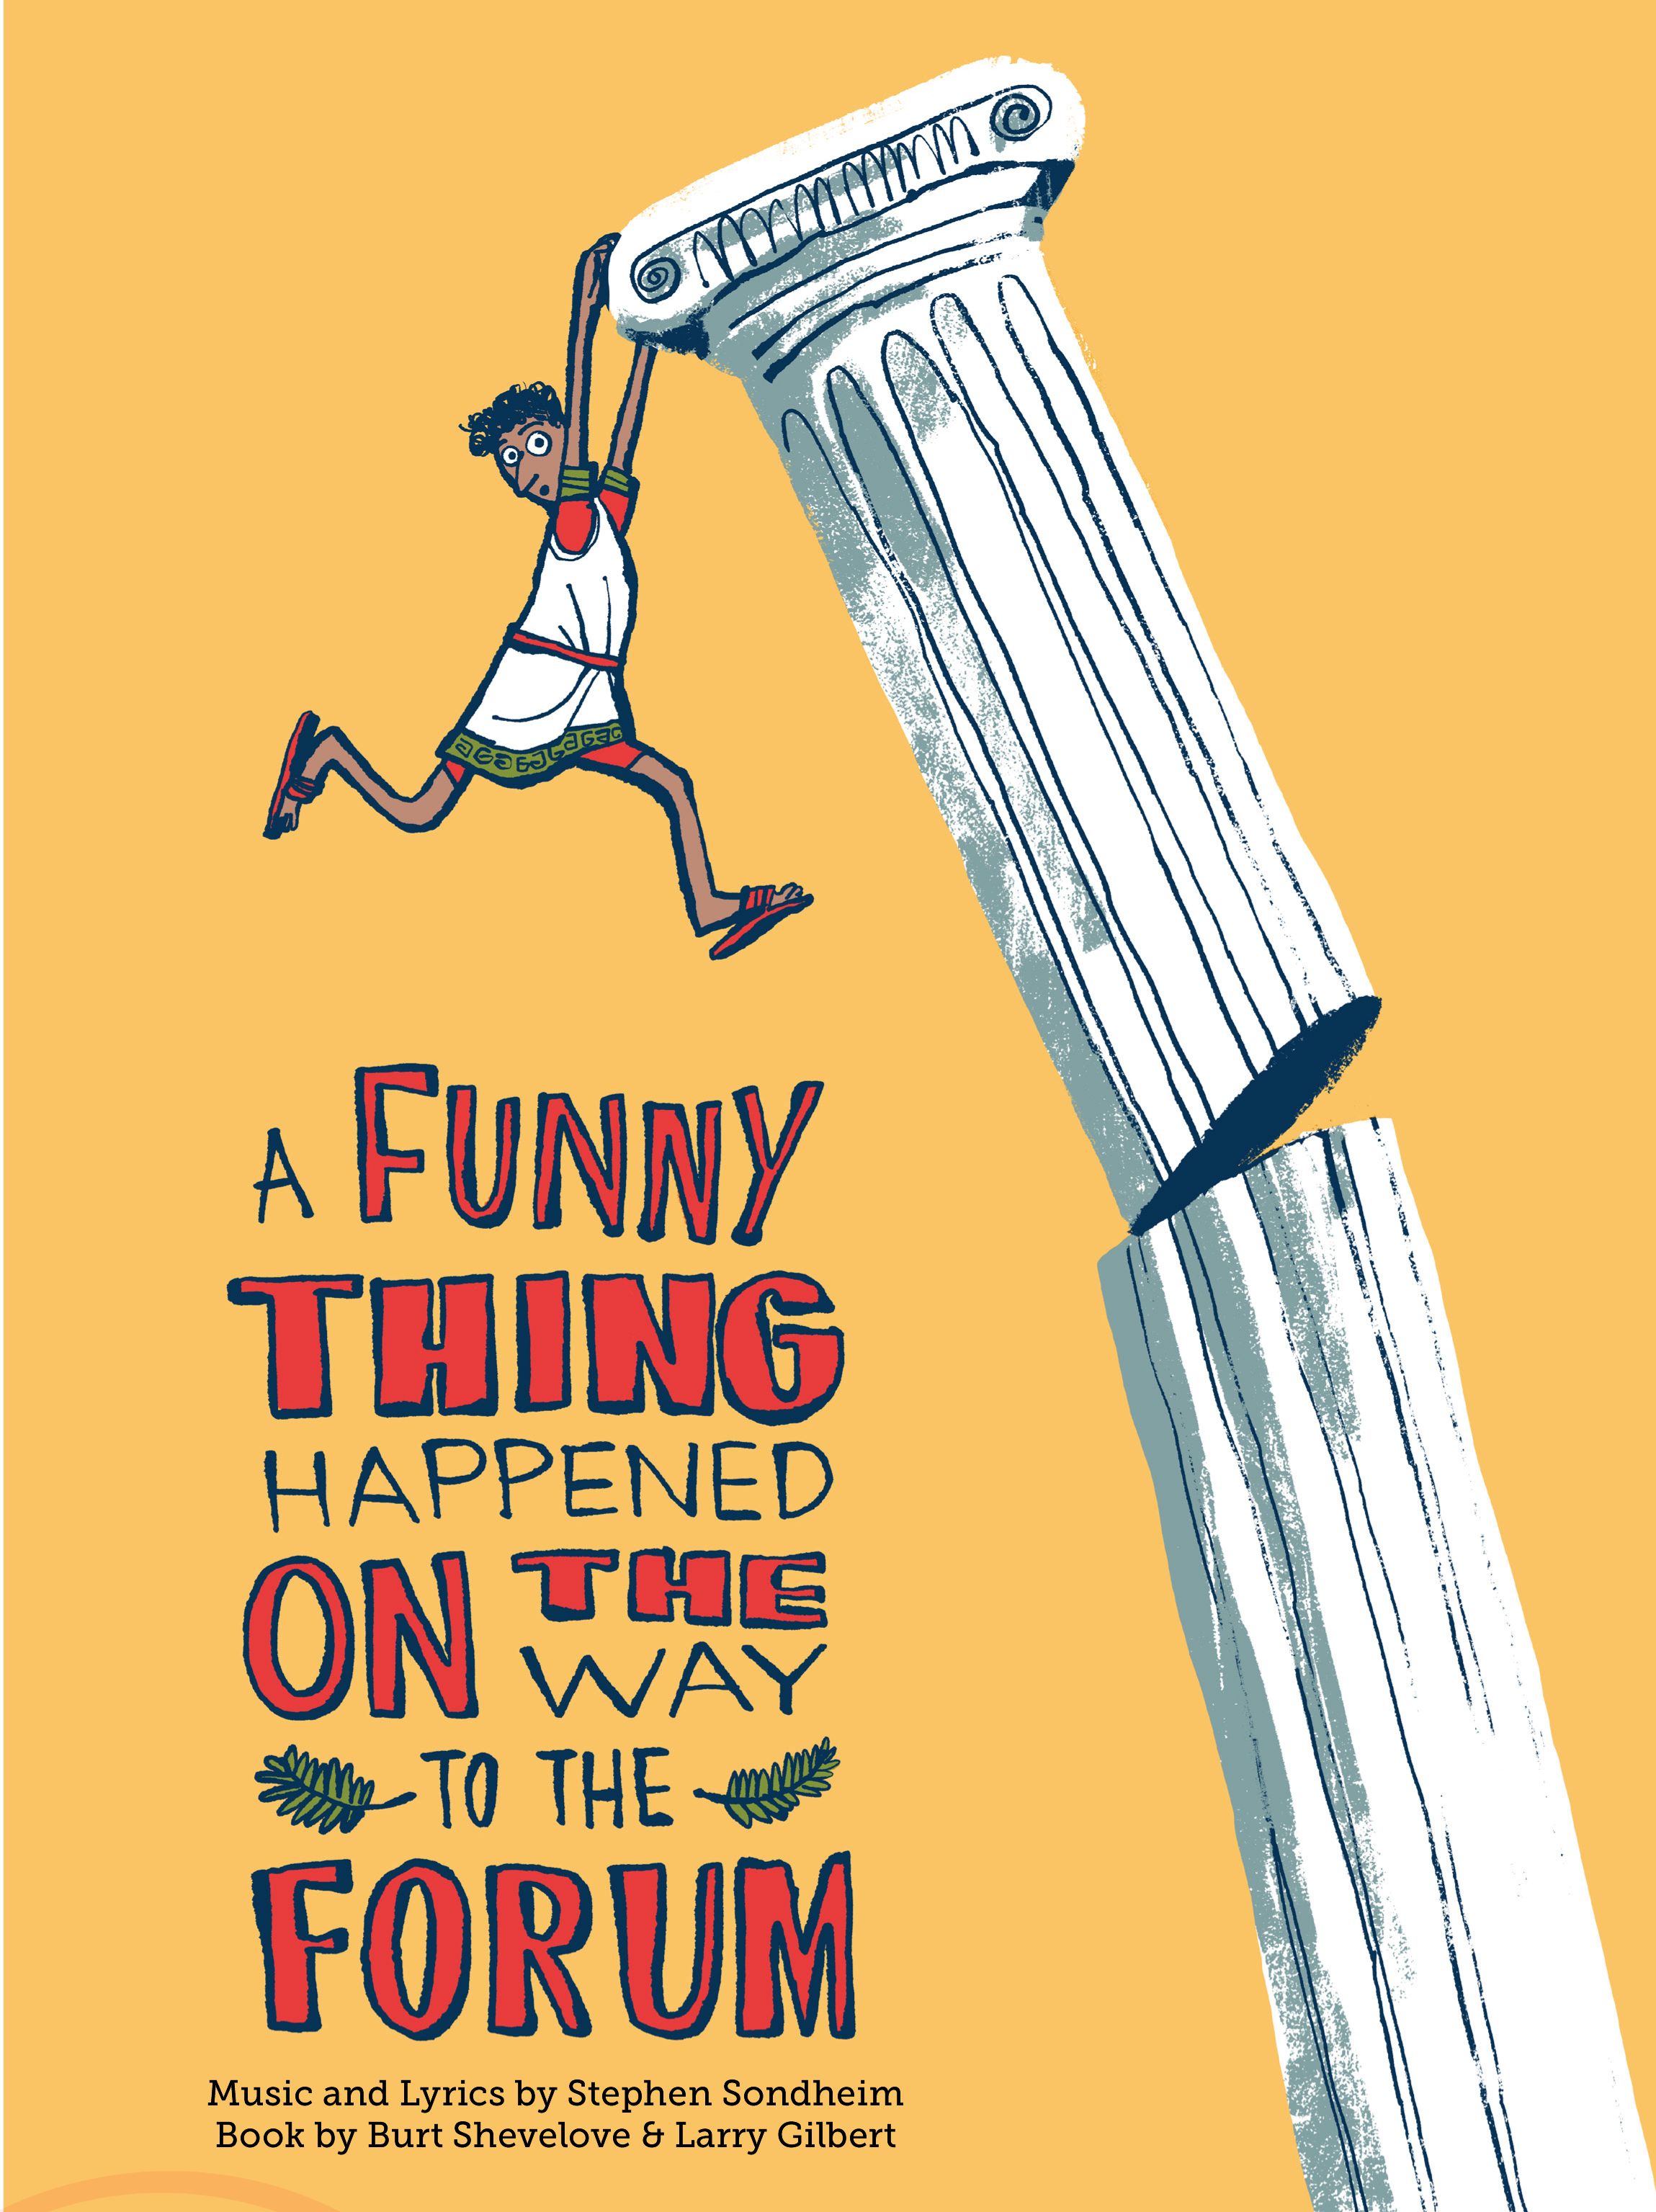 A FUNNY
THING
HAPPENED
ON THE
WAY
TO THE
FORUM
Music and Lyrics by Stephen Sondheim
Book by Burt Shevelove & Larry Gilbert